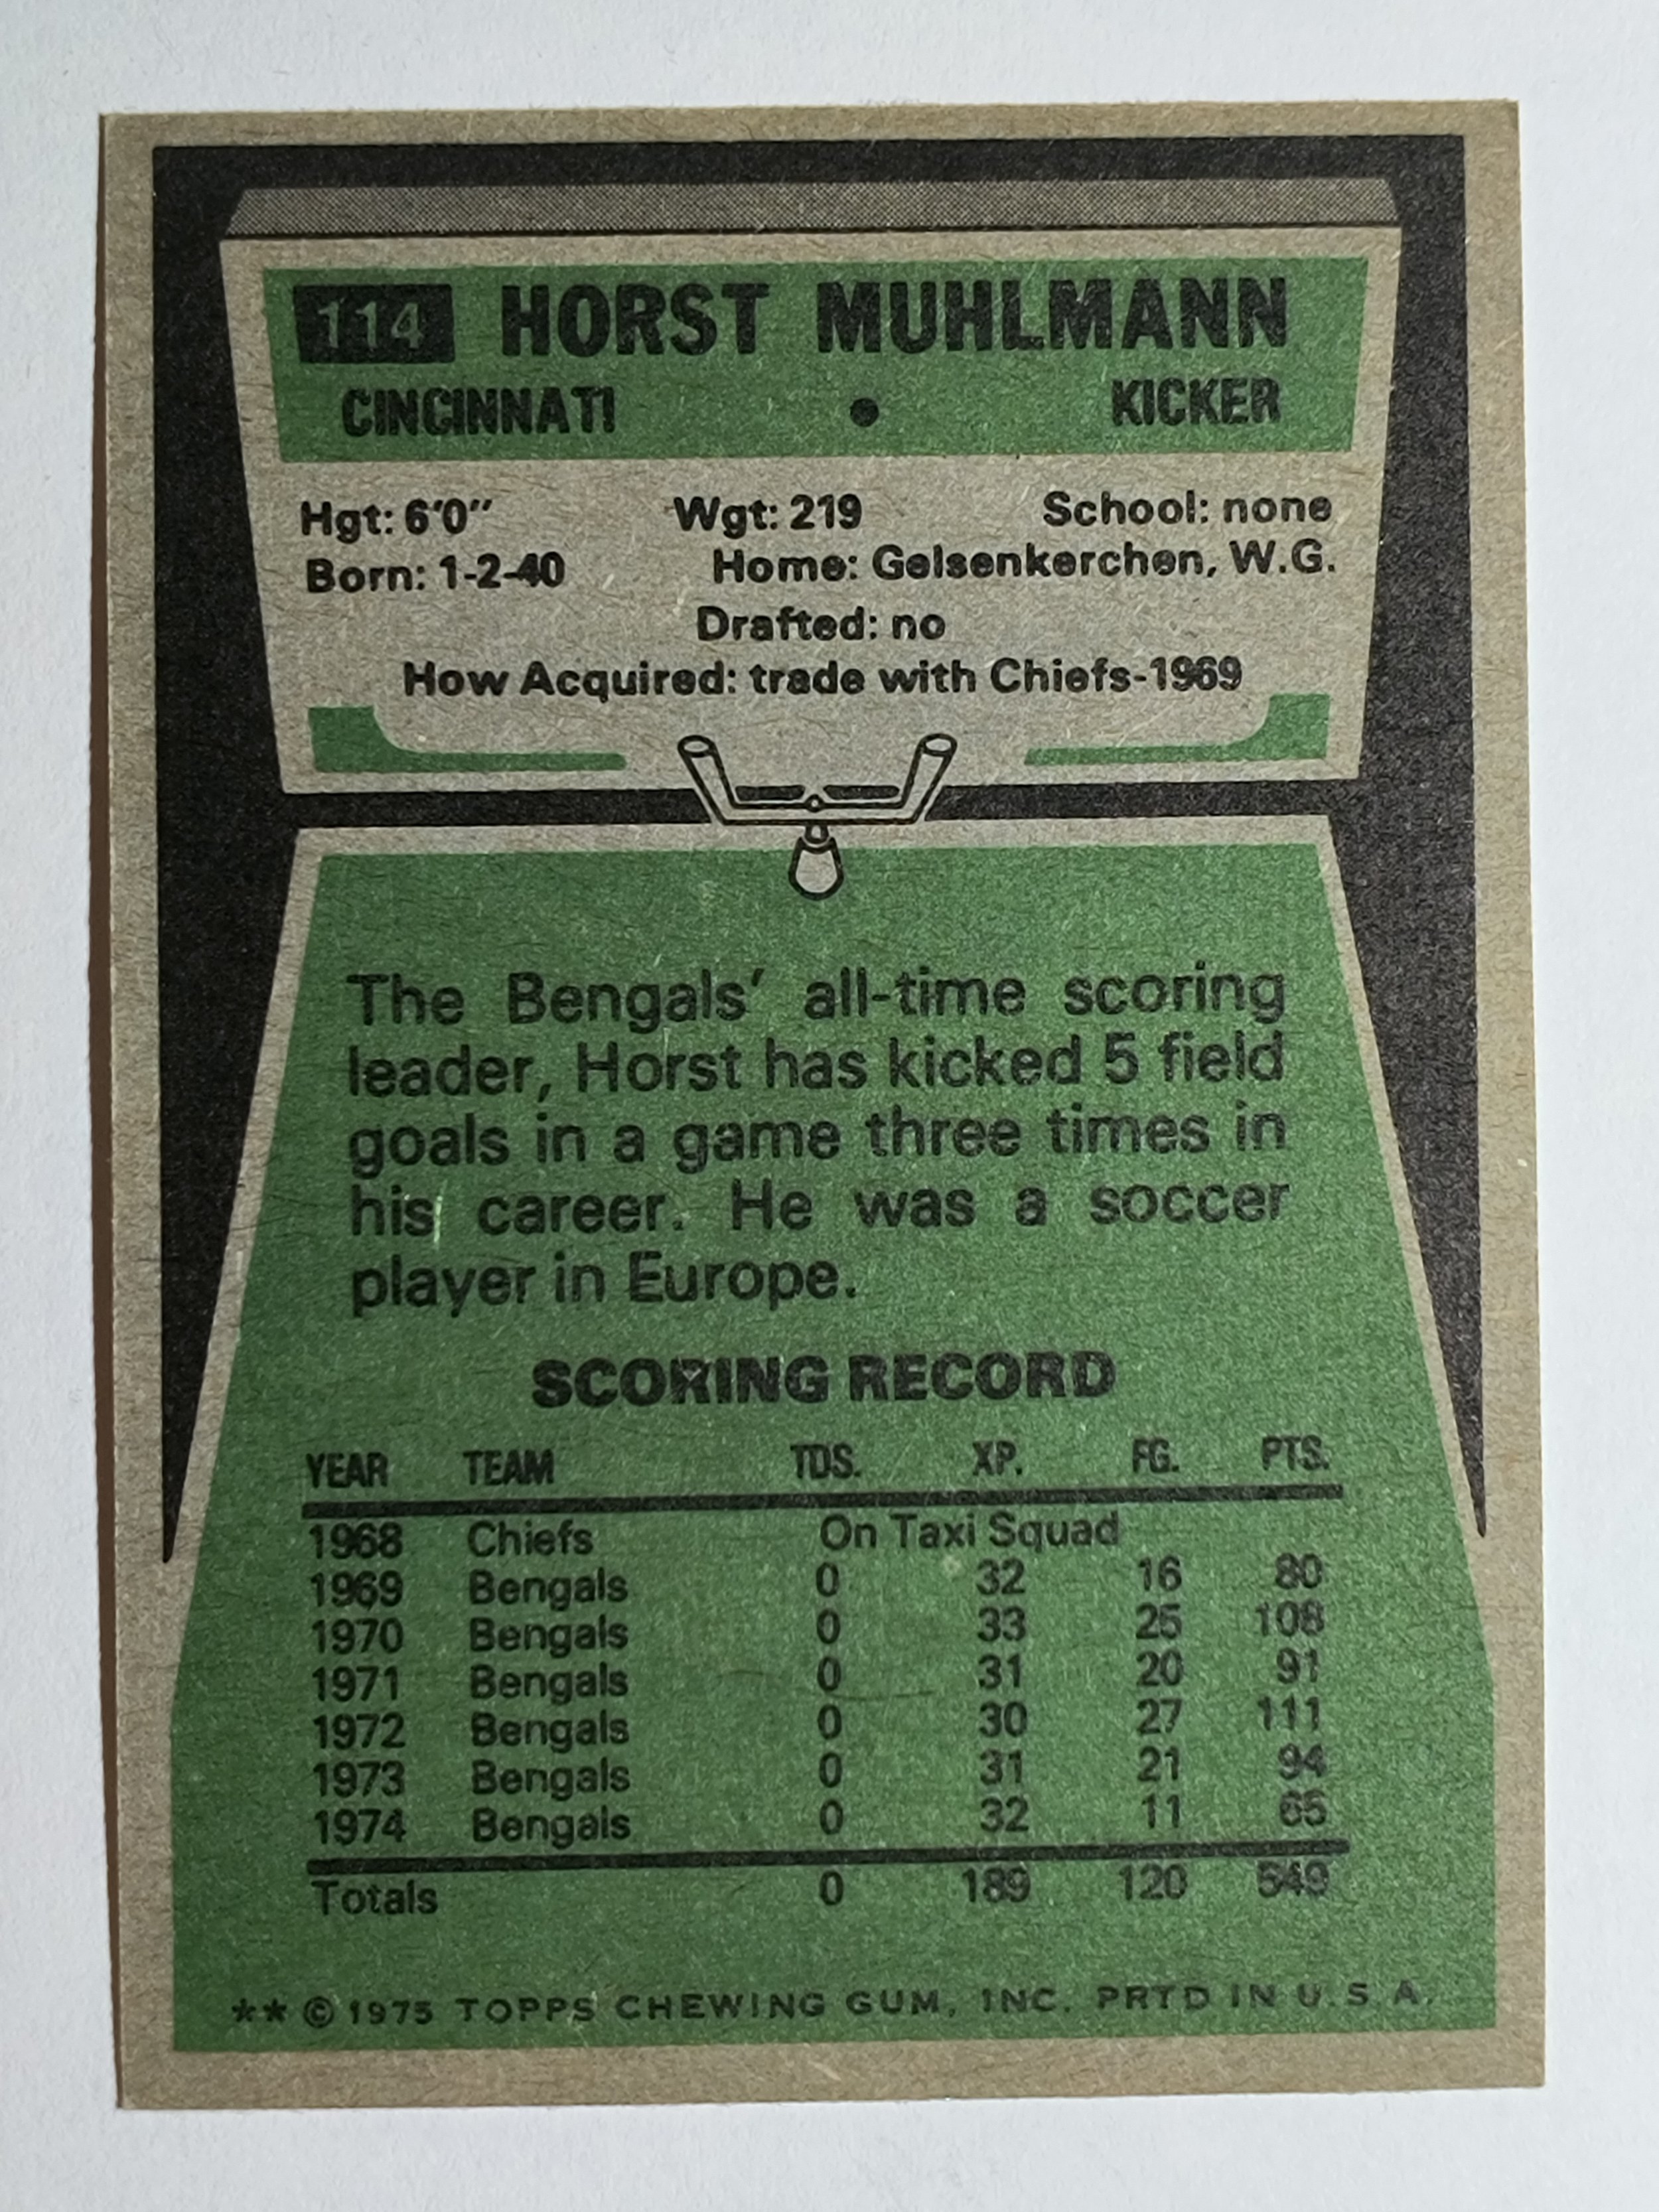 114 HORST MUHLMANN
CINCINNATI • KICKER
Hgt: 6'0" Wgt: 219 School: none
Born: 1-2-40 Home: Gelsenkerchen, W.G.
Drafted: no
How Acquired: trade with Chiefs-1969
The Bengals' all-time scoring
leader, Horst has kicked 5 field
goals in a game three times in
his career. He was a soccer
player in Europe.
SCORING RECORD
YEAR TEAM TDS. XP. FG. PTS.
1968 Chiefs On Taxi Squad
1969 Bengals 0 32 16 80
1970 Bengals 0 33 25 108
1971 Bengals 0 31 20 91
1972 Bengals 0 30 27 111
1973 Bengals 0 31 21 94
1974 Bengals 0 32 11 65
Totals 0 189 120 549
** © 1975 TOPPS CHEWING GUM, INC. PRTD IN U.S.A.